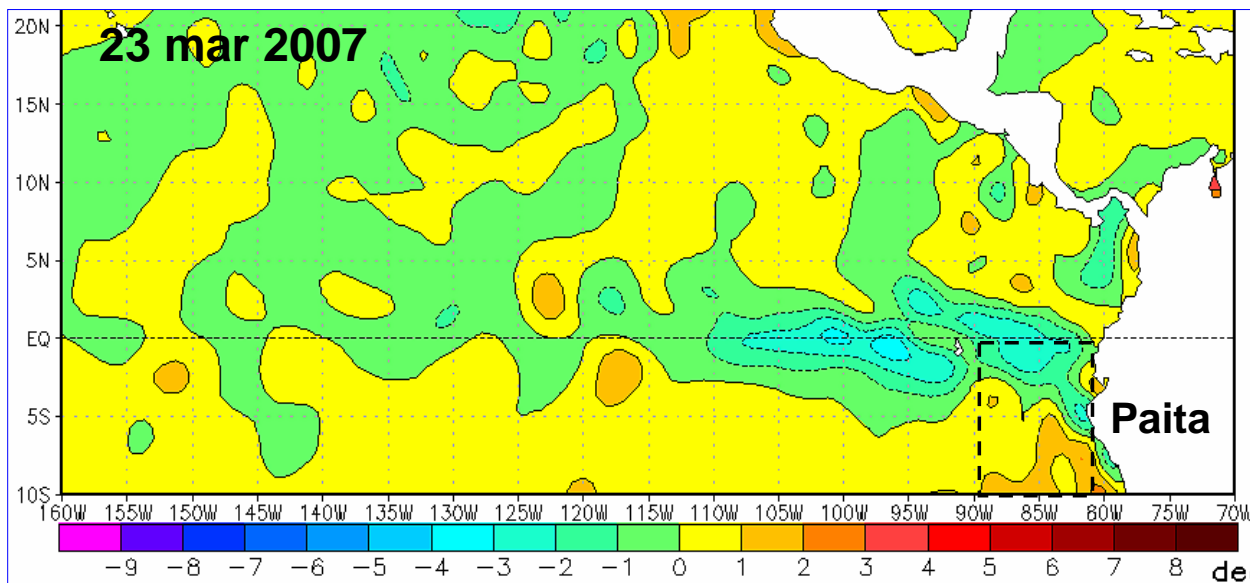 23 mar 2007
20N
15N
10N
5N
EQ
5S
10S
Paita
160W 155W 150W 145W 140W 135W 130W 125W 120W 115W 110W 105W 100W 95W 90W 85W 80W 75W 70W
−9 −8 −7 −6 −5 −4 −3 −2 −1 0 1 2 3 4 5 6 7 8 de